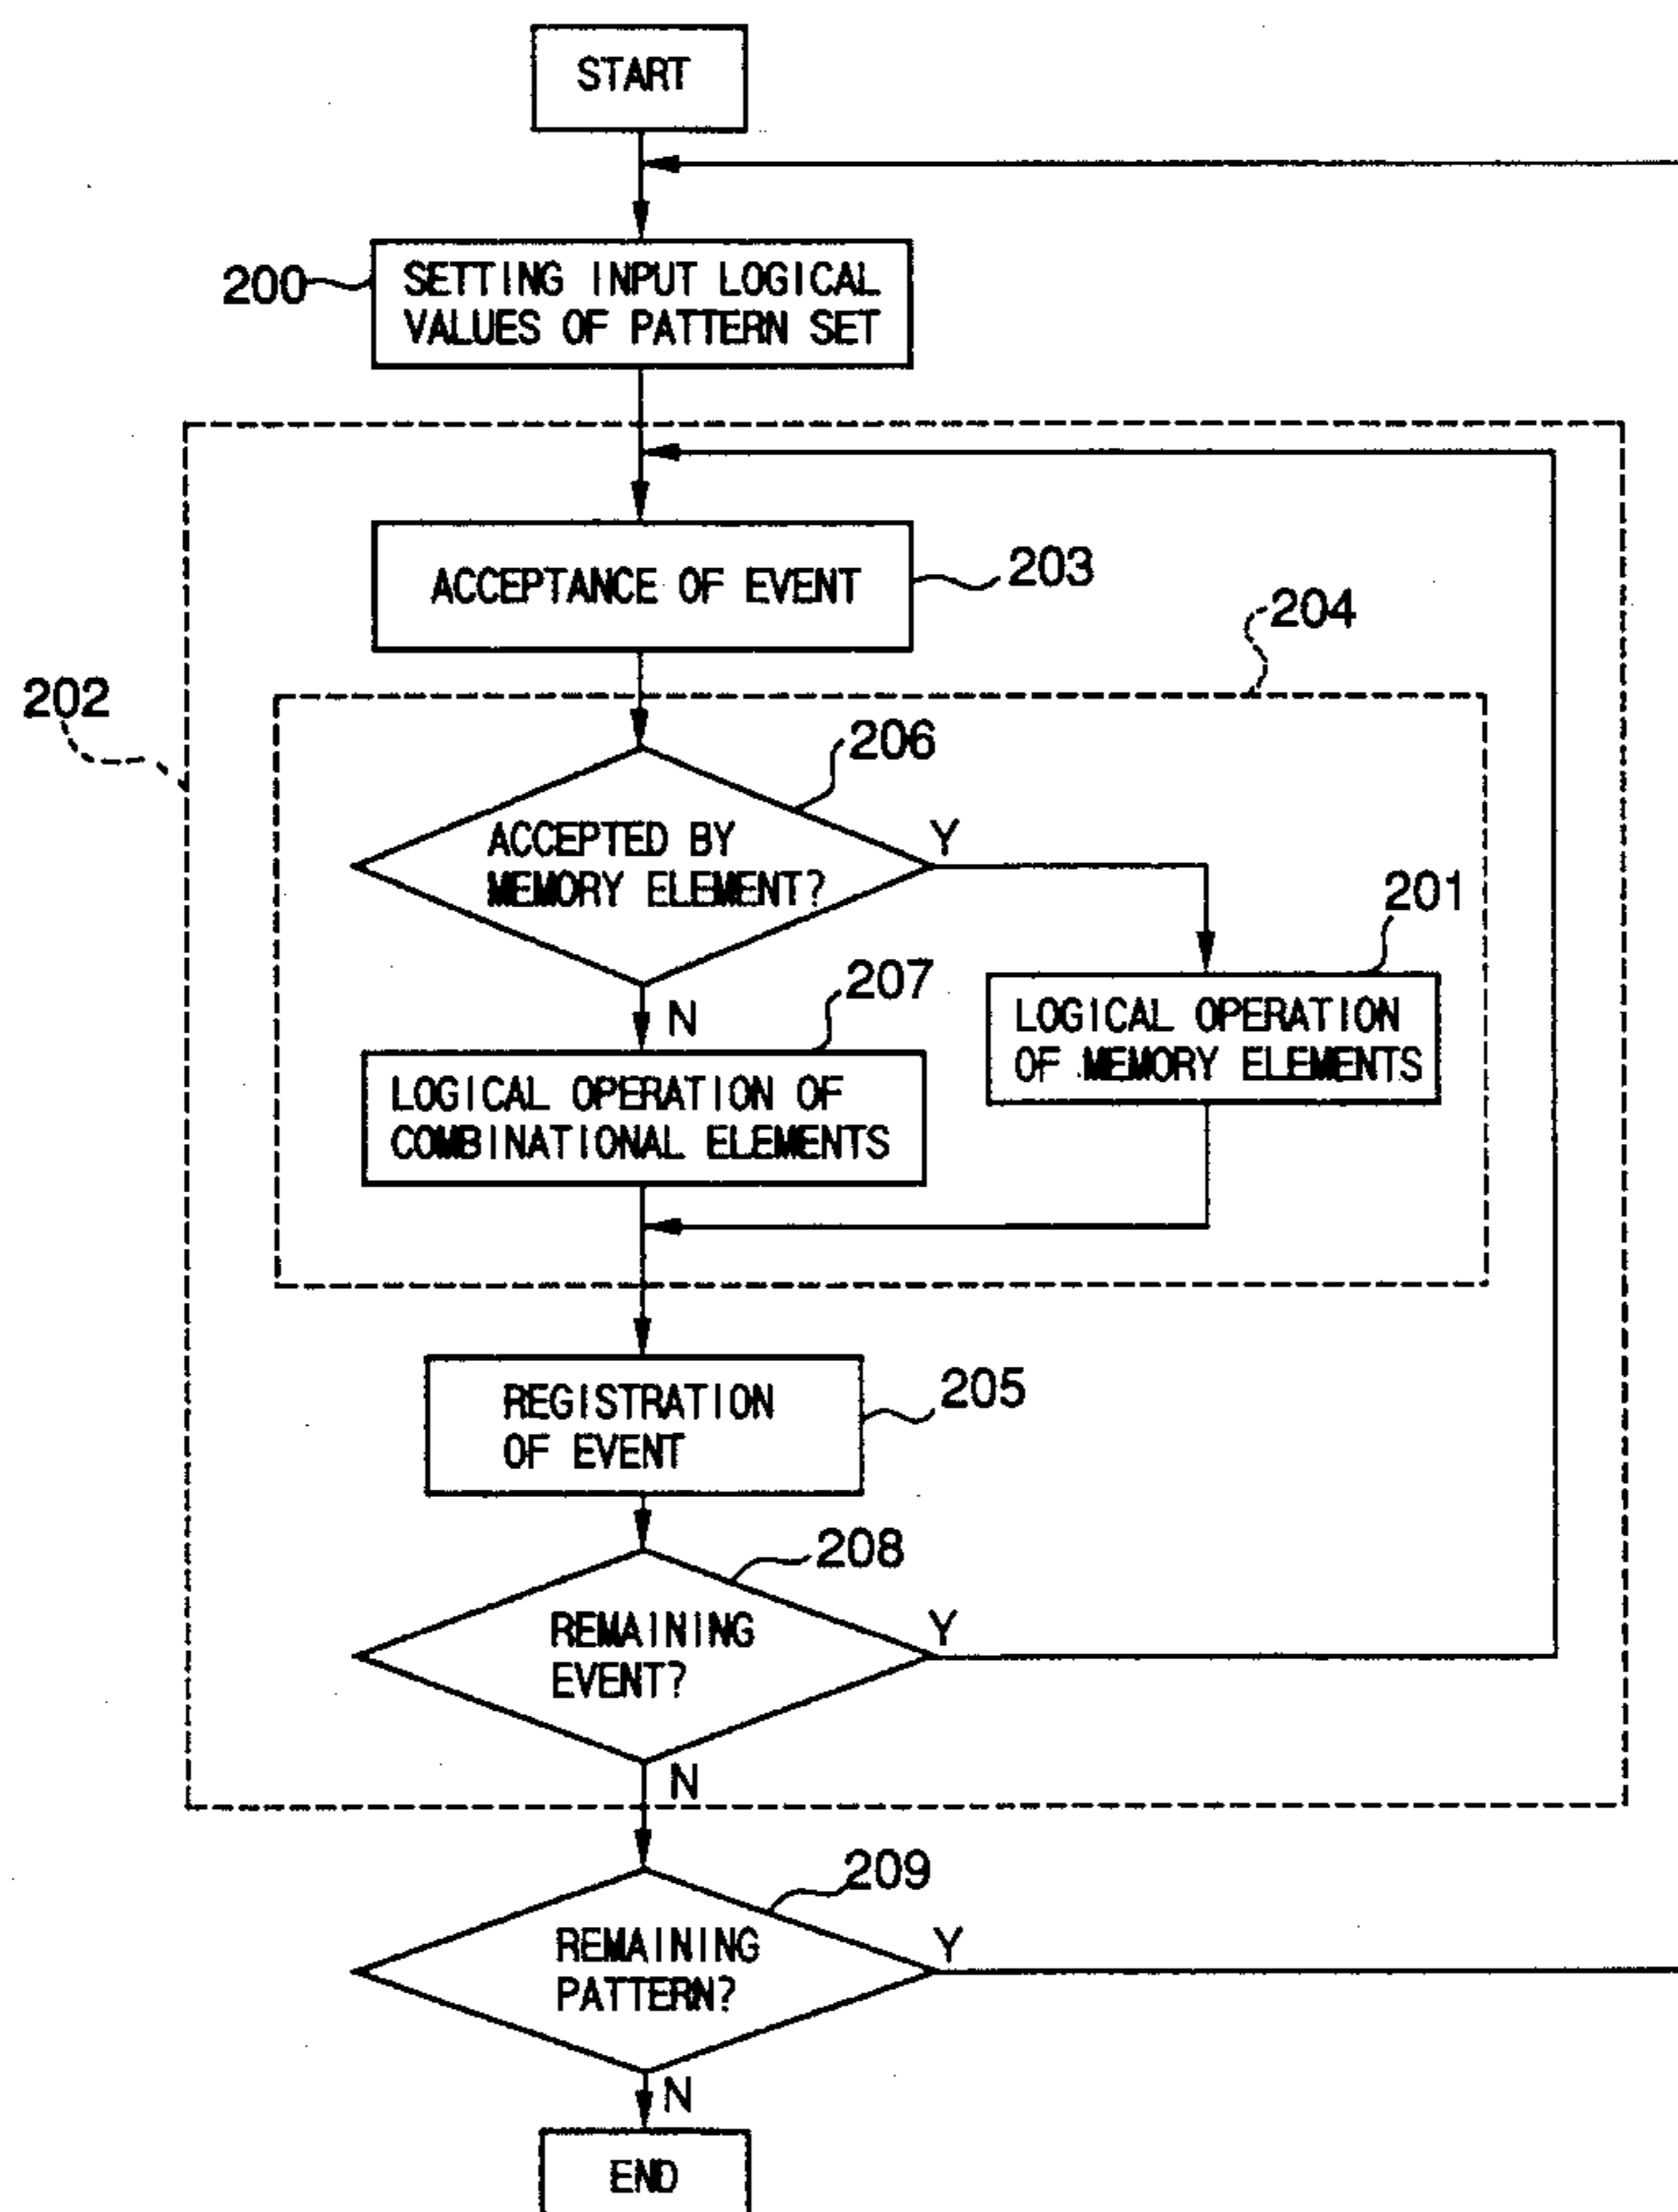 START
200
SETTING INPUT LOGICAL
VALUES OF PATTERN SET
ACCEPTANCE OF EVENT
203
204
202
206
ACCEPTED BY
MEMORY ELEMENT?
Y
201
N
207
LOGICAL OPERATION
OF MEMORY ELEMENTS
LOGICAL OPERATION OF
COMBINATIONAL ELEMENTS
REGISTRATION
OF EVENT
205
208
REMAINING
EVENT?
Y
N
209
REMAINING
PATTERN?
Y
N
END